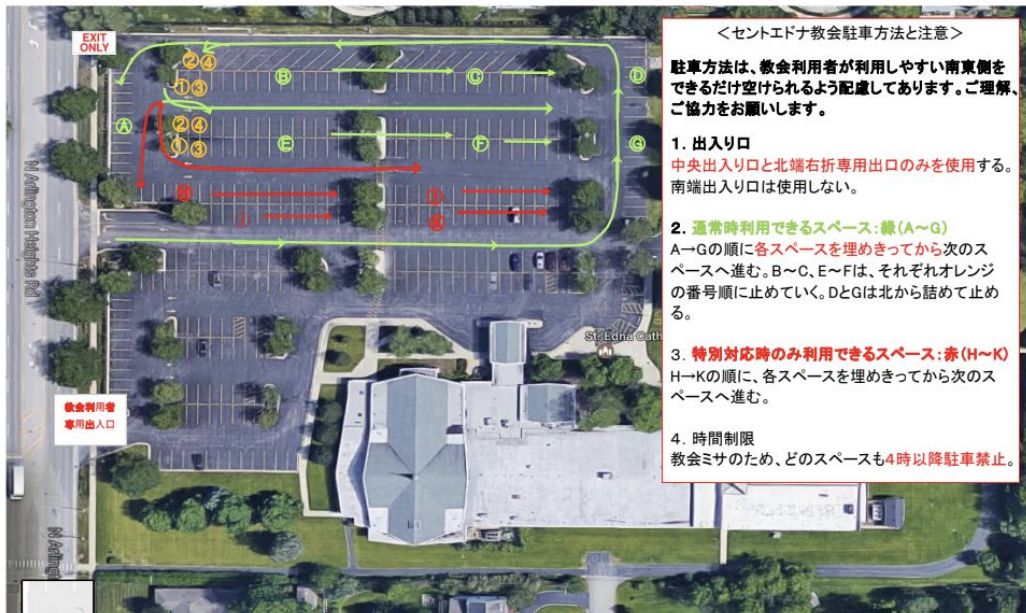 EXIT
ONLY
②④
①③
②④
①③
Ⓐ
Ⓑ
Ⓒ
Ⓓ
Ⓔ
Ⓕ
Ⓖ
Ⓗ
Ⓘ
Ⓙ
Ⓚ
N Arlington Heights Rd
教会利用者
専用出入口
N Arling
St. Edna Cath
<セントエドナ教会駐車方法と注意>
駐車方法は、教会利用者が利用しやすい南東側を
できるだけ空けられるよう配慮してあります。ご理解、
ご協力をお願いします。
1. 出入り口
中央出入り口と北端右折専用出口のみを使用する。
南端出入り口は使用しない。
2. 通常時利用できるスペース:緑(A～G)
A→Gの順に各スペースを埋めきってから次のス
ペースへ進む。B～C、E～Fは、それぞれオレンジ
の番号順に止めていく。DとGは北から詰めて止め
る。
3. 特別対応時のみ利用できるスペース:赤(H～K)
H→Kの順に、各スペースを埋めきってから次のス
ペースへ進む。
4. 時間制限
教会ミサのため、どのスペースも4時以降駐車禁止。